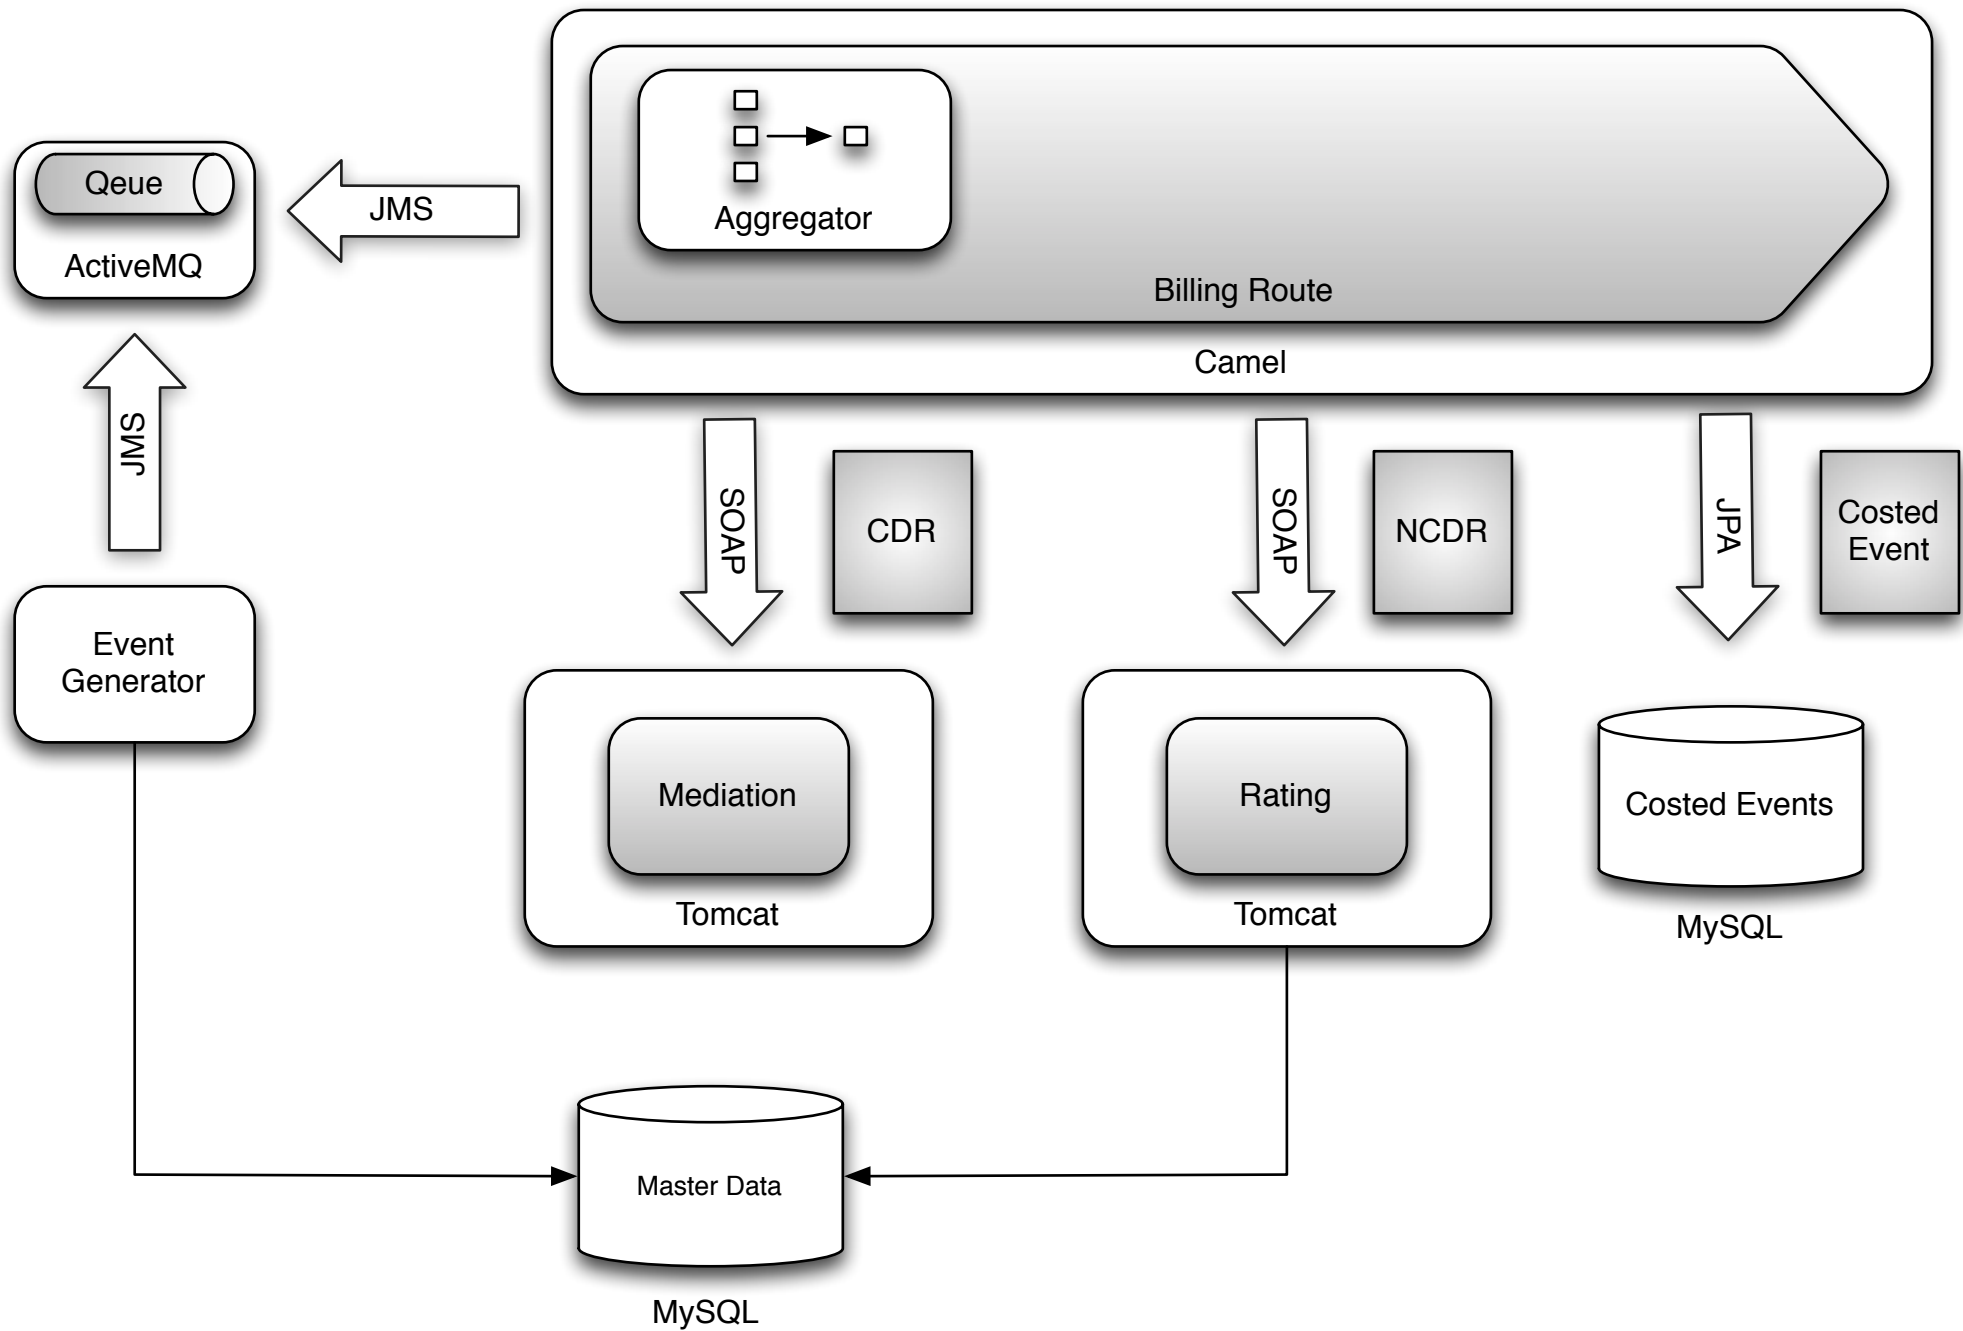 Qeue
ActiveMQ
JMS
Aggregator
Billing Route
Camel
JMS
SOAP
CDR
SOAP
NCDR
JPA
Costed
Event
Event
Generator
Mediation
Tomcat
Rating
Tomcat
Costed Events
MySQL
Master Data
MySQL